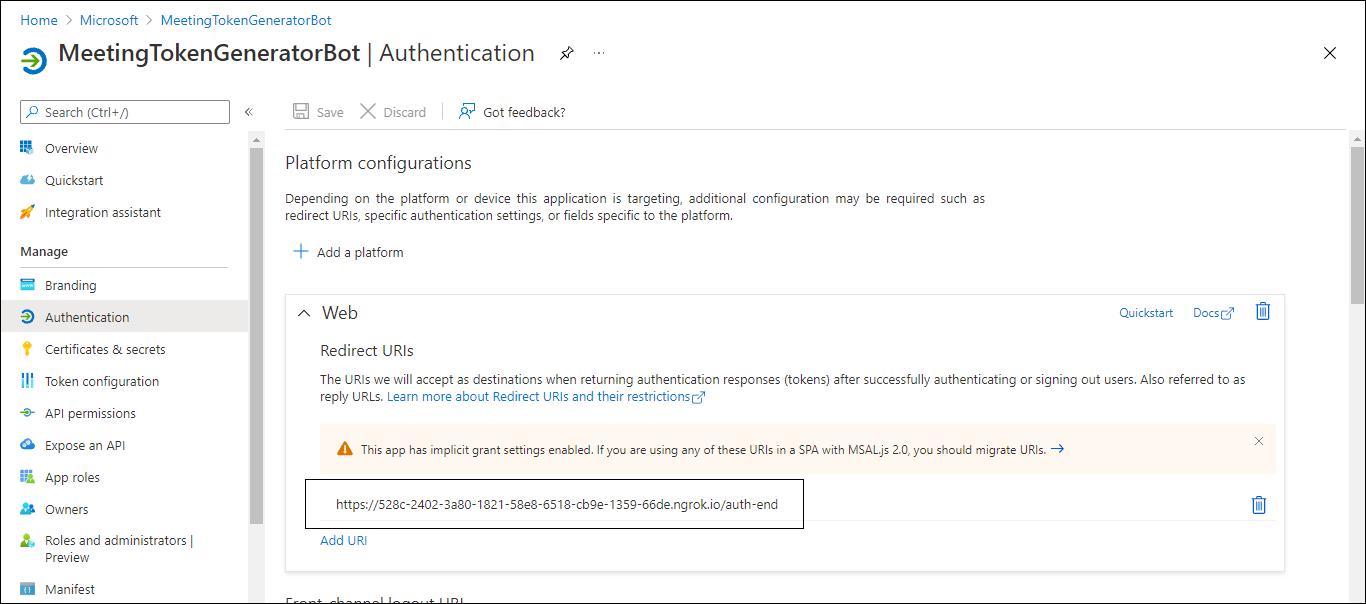 Home > Microsoft > MeetingTokenGeneratorBot
MeetingTokenGeneratorBot | Authentication
Search (Ctrl+/)
Save
Discard
Got feedback?
Overview
Quickstart
Integration assistant
Manage
Branding
Authentication
Certificates & secrets
Token configuration
API permissions
Expose an API
App roles
Owners
Roles and administrators |
Preview
Manifest
Platform configurations
Depending on the platform or device this application is targeting, additional configuration may be required such as
redirect URIs, specific authentication settings, or fields specific to the platform.
Add a platform
Web
Quickstart
Docs
Redirect URIs
The URIs we will accept as destinations when returning authentication responses (tokens) after successfully authenticating or signing out users. Also referred to as
reply URLs. Learn more about Redirect URIs and their restrictions
This app has implicit grant settings enabled. If you are using any of these URIs in a SPA with MSAL.js 2.0, you should migrate URIs.
https://528c-2402-3a80-1821-58e8-6518-cb9e-1359-66de.ngrok.io/auth-end
Add URI
Front-channel logout URL